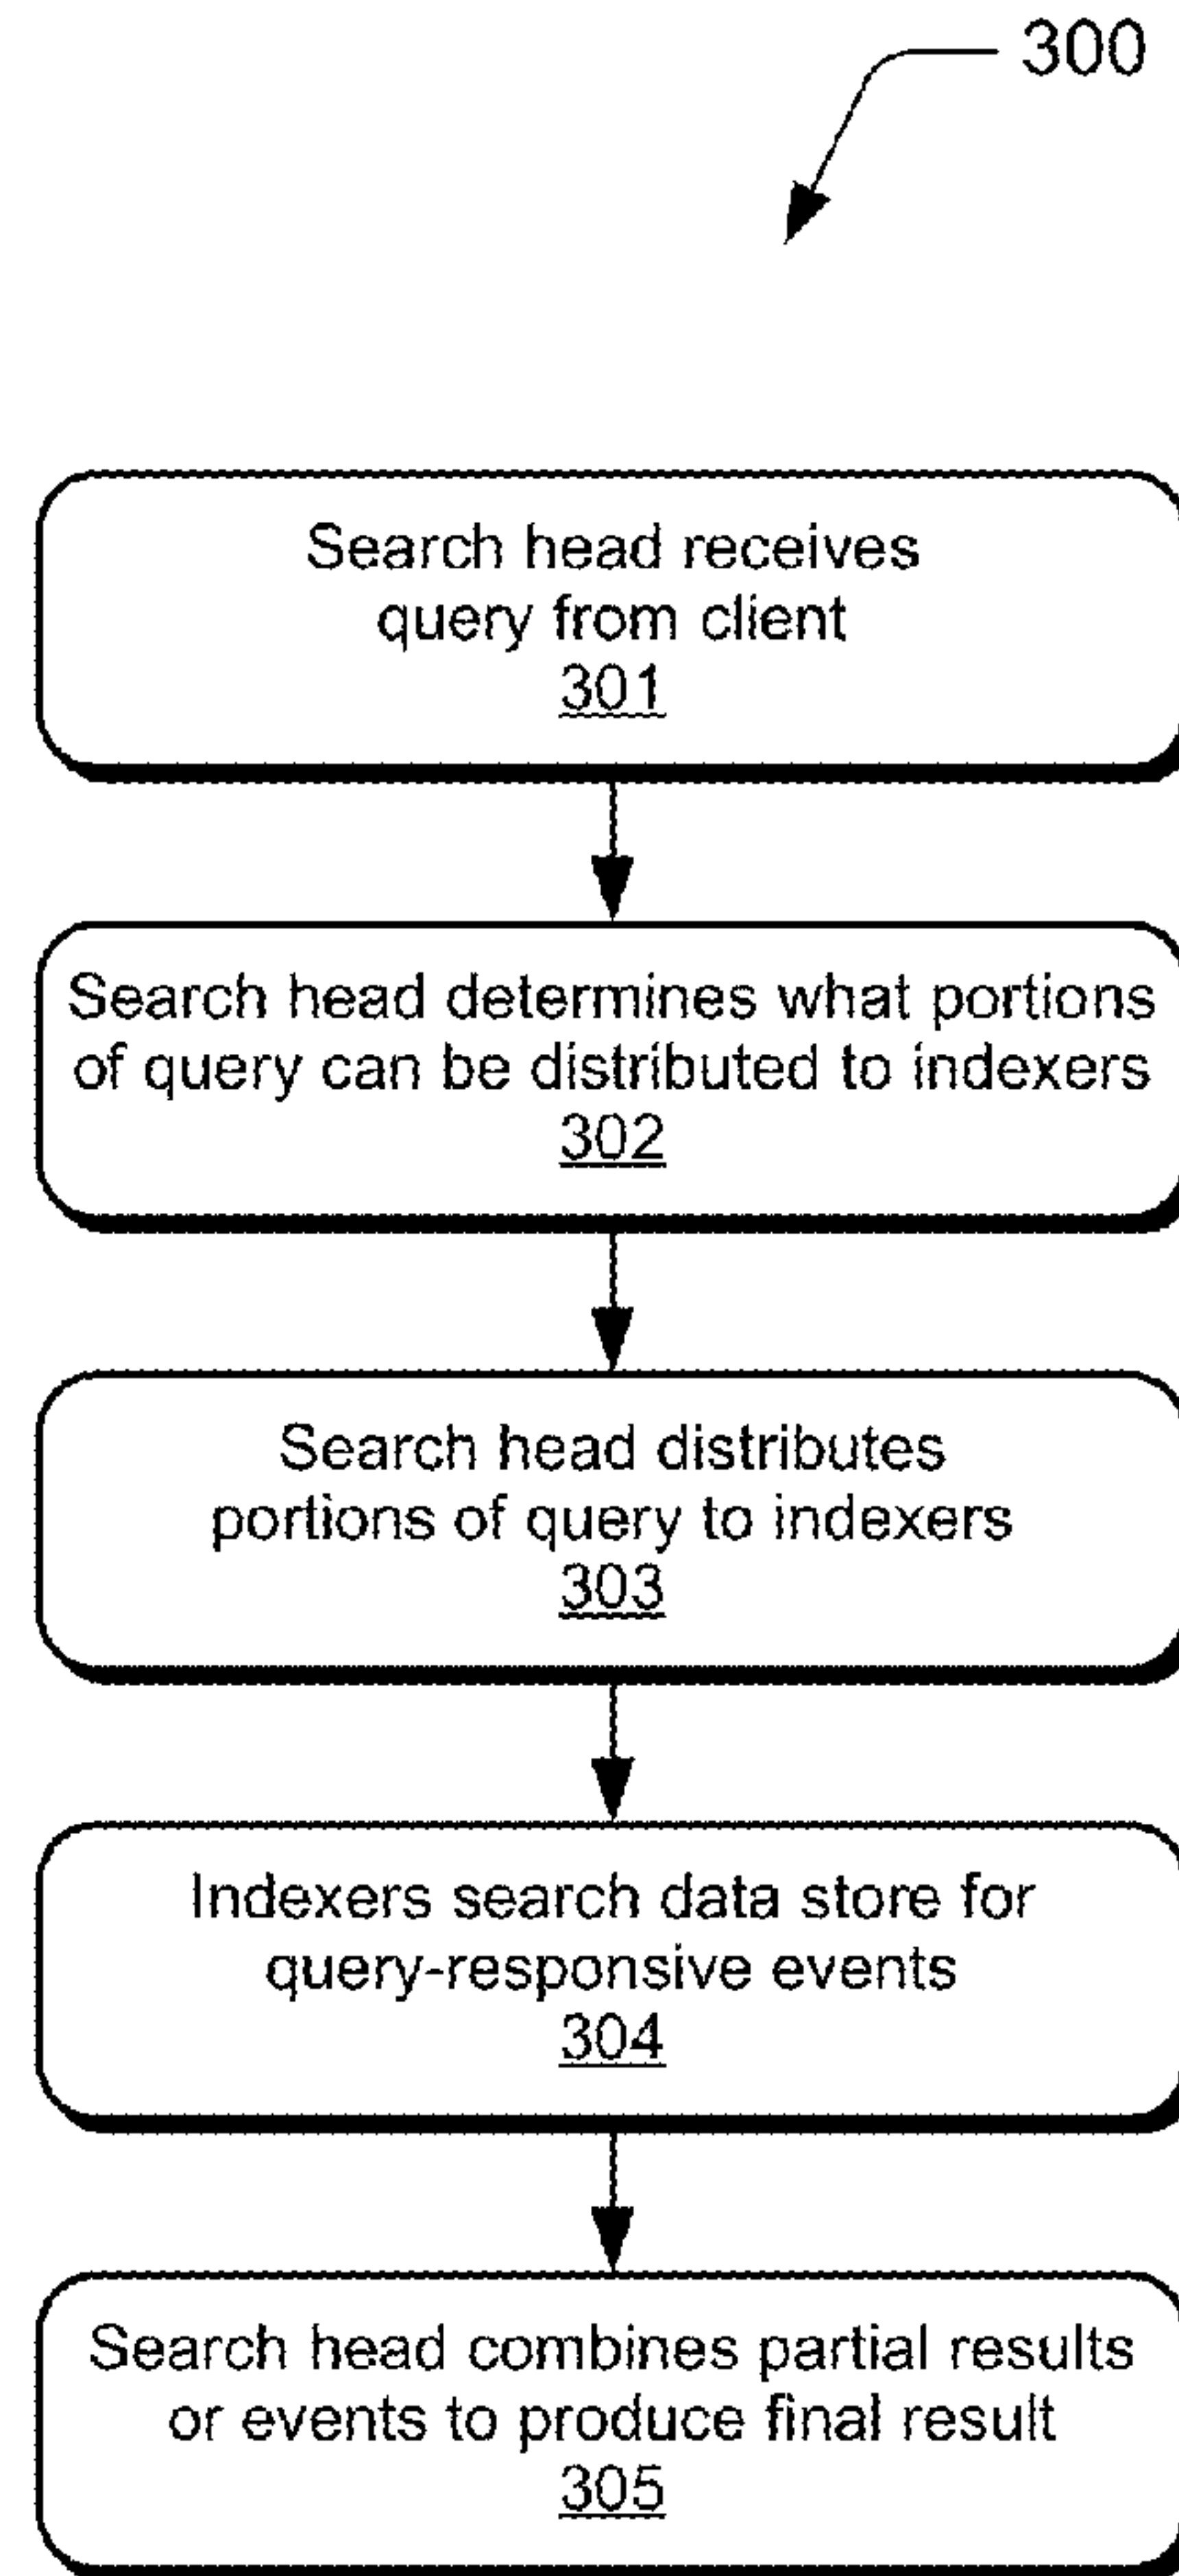 300
Search head receives
query from client
301
Search head determines what portions
of query can be distributed to indexers
302
Search head distributes
portions of query to indexers
303
Indexers search data store for
query-responsive events
304
Search head combines partial results
or events to produce final result
305